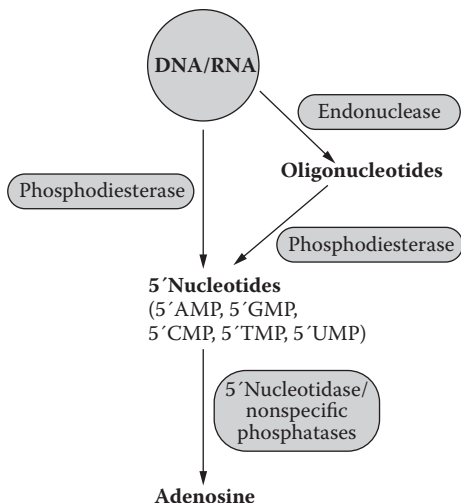 DNA/RNA
Endonuclease
Oligonucleotides
Phosphodiesterase
Phosphodiesterase
5´Nucleotides
(5´AMP, 5´GMP,
5´CMP, 5´TMP, 5´UMP)
5´Nucleotidase/
nonspecific
phosphatases
Adenosine